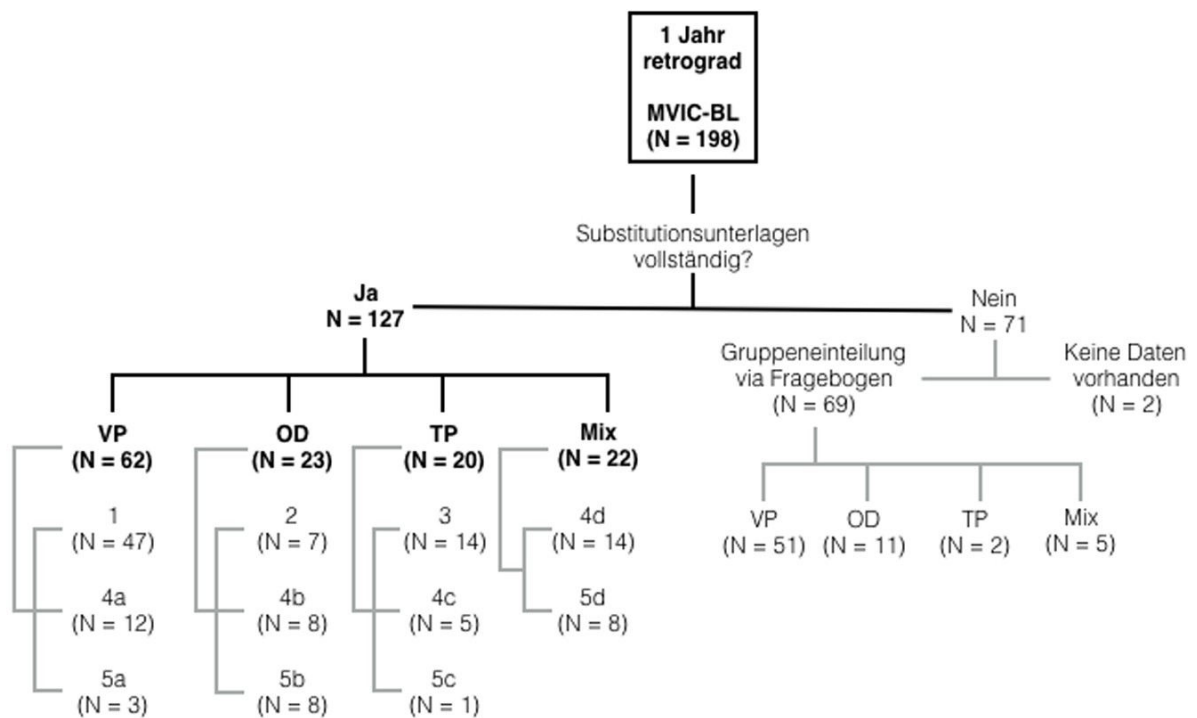 1 Jahr
retrograd
MVIC-BL
(N = 198)
Substitutionsunterlagen
vollständig?
Ja
N = 127
Nein
N = 71
Gruppeneinteilung
via Fragebogen
(N = 69)
Keine Daten
vorhanden
(N = 2)
VP
(N = 62)
OD
(N = 23)
TP
(N = 20)
Mix
(N = 22)
1
(N = 47)
4a
(N = 12)
5a
(N = 3)
2
(N = 7)
4b
(N = 8)
5b
(N = 8)
3
(N = 14)
4c
(N = 5)
5c
(N = 1)
4d
(N = 14)
5d
(N = 8)
VP
(N = 51)
OD
(N = 11)
TP
(N = 2)
Mix
(N = 5)